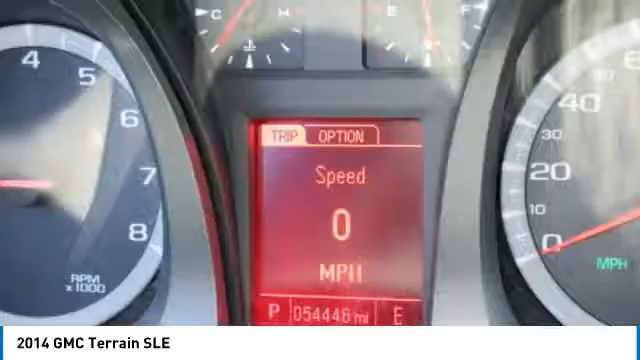 C H E F
4 5 6 7 8
RPM
x1000
TRIP OPTION
Speed
0
MPH
P 054446 mi E
40
30
20
10
0
MPH
2014 GMC Terrain SLE